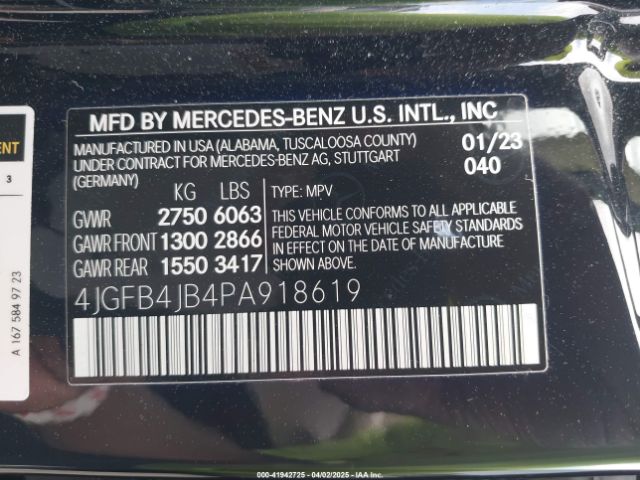 MFD BY MERCEDES-BENZ U.S. INTL., INC
MANUFACTURED IN USA (ALABAMA, TUSCALOOSA COUNTY) 01/23
UNDER CONTRACT FOR MERCEDES-BENZ AG, STUTTGART 040
(GERMANY)
KG LBS TYPE: MPV
GVWR 2750 6063
GAWR FRONT 1300 2866
GAWR REAR 1550 3417
THIS VEHICLE CONFORMS TO ALL APPLICABLE
FEDERAL MOTOR VEHICLE SAFETY STANDARDS
IN EFFECT ON THE DATE OF MANUFACTURE
SHOWN ABOVE.
4JGFB4JB4PA918619
3
A 167 584 97 23
000-41942725 | 04/02/2025 | IAAI.COM